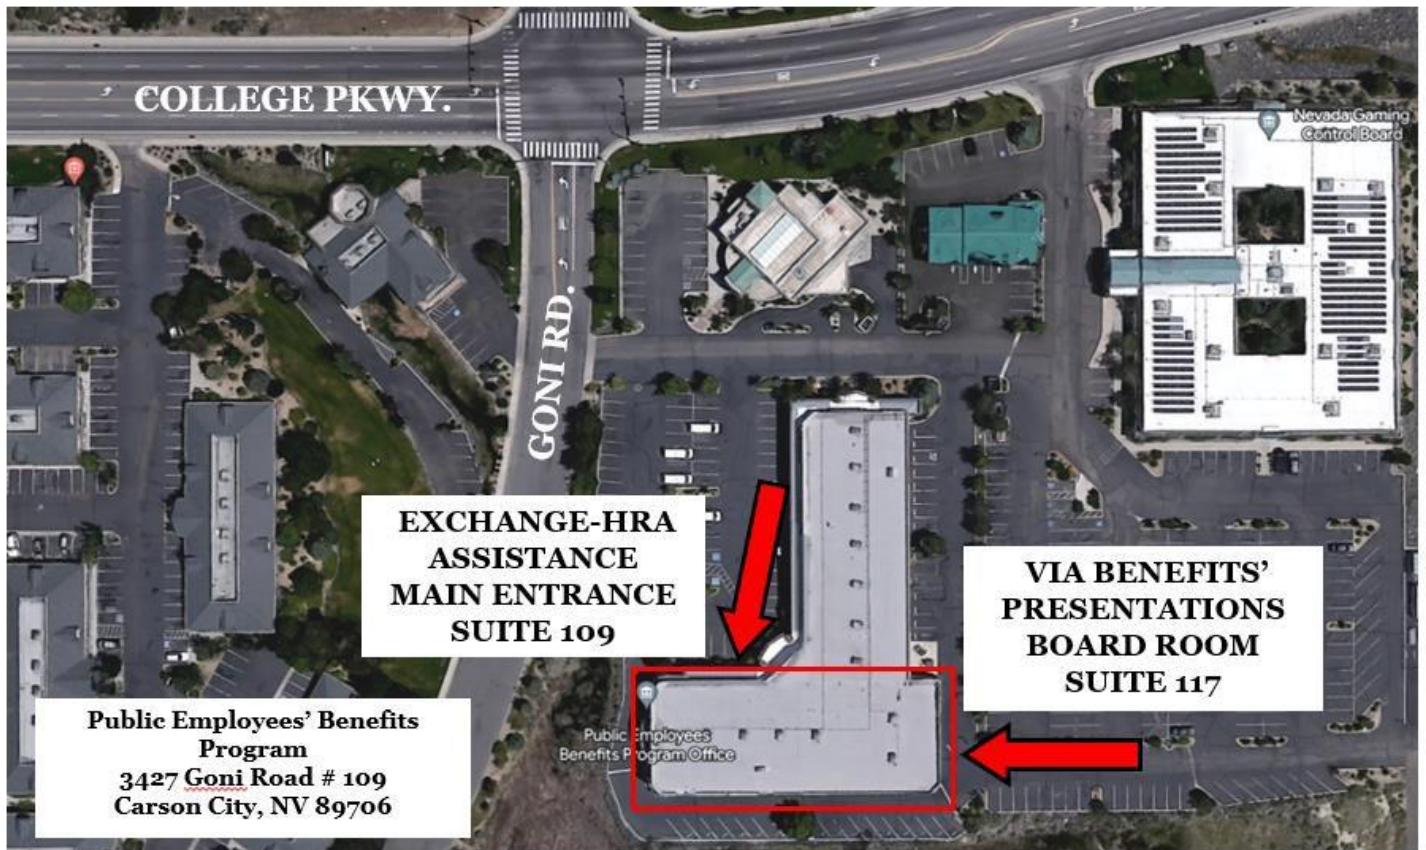 COLLEGE PKWY.
Nevada Gaming
Control Board
GONI RD.
EXCHANGE-HRA
ASSISTANCE
MAIN ENTRANCE
SUITE 109
VIA BENEFITS’
PRESENTATIONS
BOARD ROOM
SUITE 117
Public Employees’ Benefits
Program
3427 Goni Road # 109
Carson City, NV 89706
Public Employees
Benefits Program Office